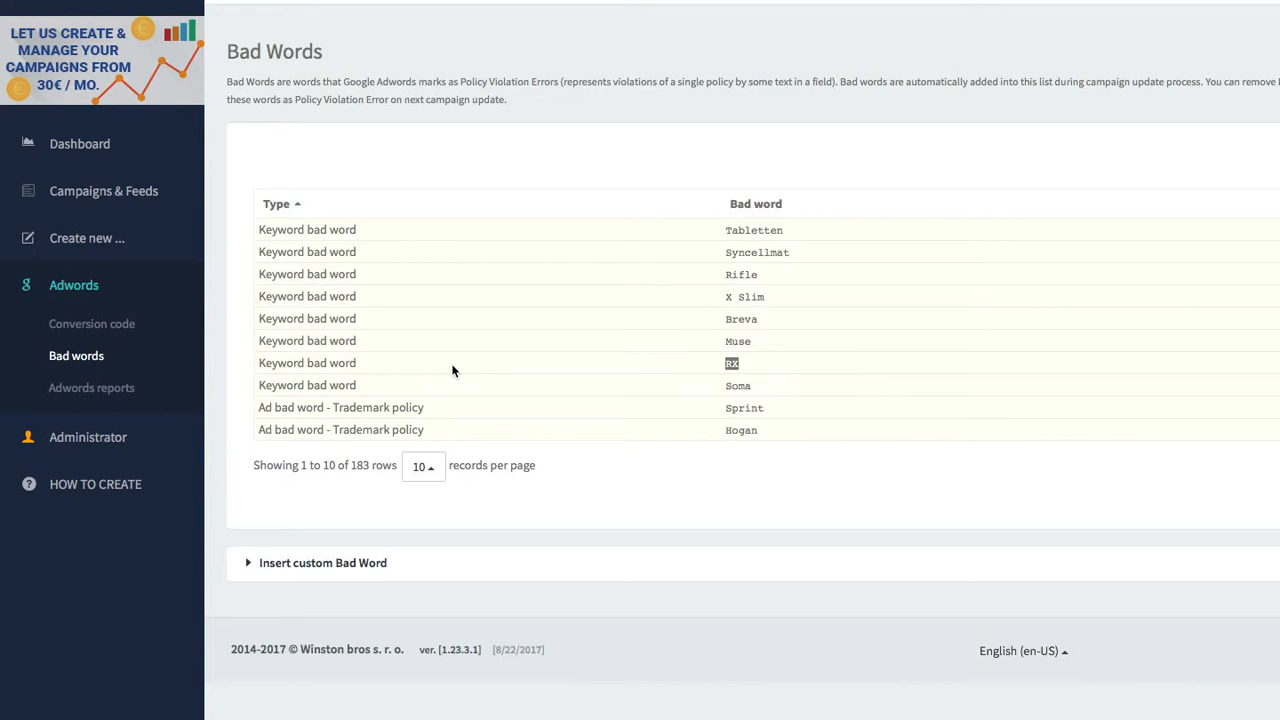 LET US CREATE &
MANAGE YOUR
CAMPAIGNS FROM
30€ / MO.
Dashboard
Campaigns & Feeds
Create new ...
Adwords
Conversion code
Bad words
Adwords reports
Administrator
HOW TO CREATE
Bad Words
Bad Words are words that Google Adwords marks as Policy Violation Errors (represents violations of a single policy by some text in a field). Bad words are automatically added into this list during campaign update process. You can remove
these words as Policy Violation Error on next campaign update.
Type Bad word
Keyword bad word Tabletten
Keyword bad word Syncellmat
Keyword bad word Rifle
Keyword bad word X Slim
Keyword bad word Breva
Keyword bad word Muse
Keyword bad word RX
Keyword bad word Soma
Ad bad word - Trademark policy Sprint
Ad bad word - Trademark policy Hogan
Showing 1 to 10 of 183 rows 10 records per page
Insert custom Bad Word
2014-2017 © Winston bros s. r. o. ver. [1.23.3.1] [8/22/2017] English (en-US)